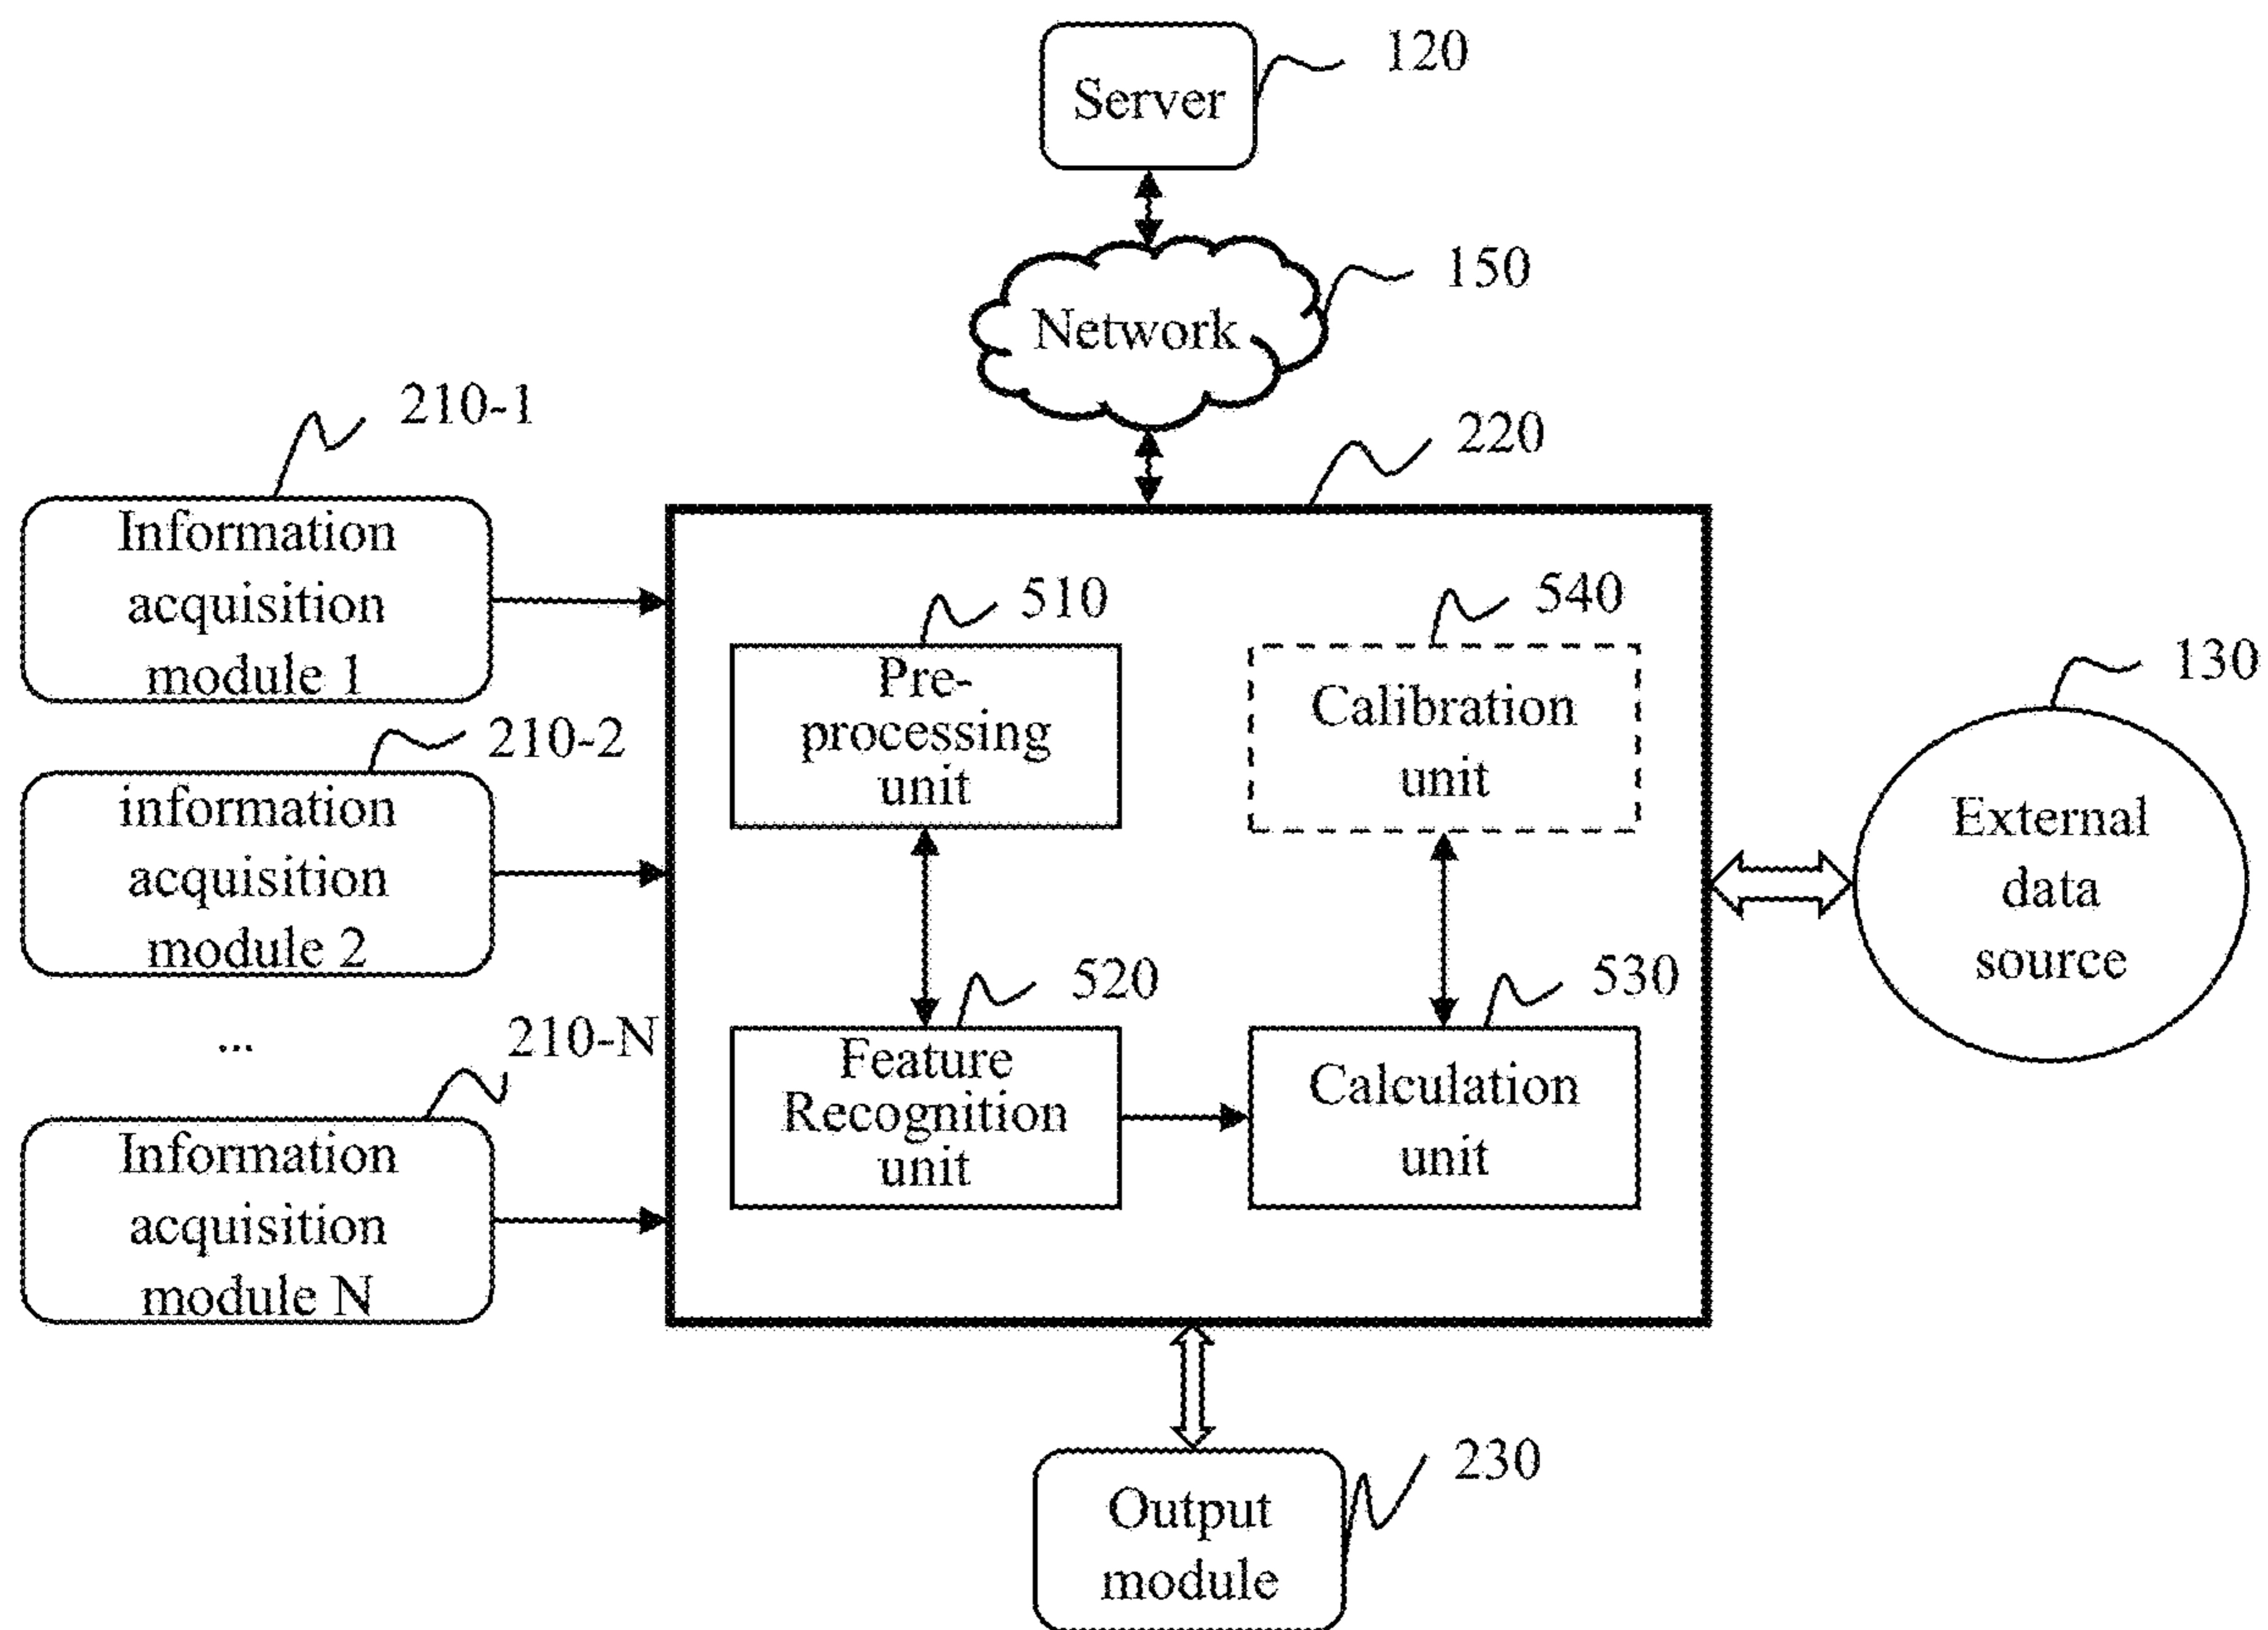 Server
120
Network
150
220
210-1
Information
acquisition
module 1
210-2
information
acquisition
module 2
...
210-N
Information
acquisition
module N
510
Pre-
processing
unit
540
Calibration
unit
520
Feature
Recognition
unit
530
Calculation
unit
130
External
data
source
230
Output
module